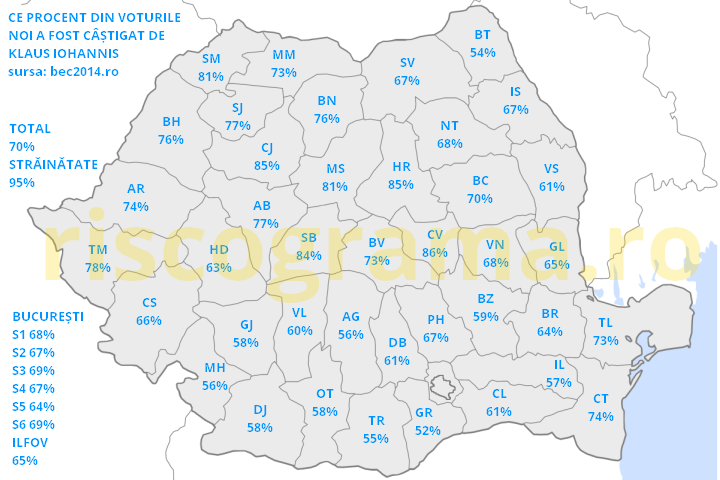 CE PROCENT DIN VOTURILE
NOI A FOST CÂȘTIGAT DE
KLAUS IOHANNIS
sursa: bec2014.ro
TOTAL
70%
STRĂINĂTATE
95%
BUCUREȘTI
S1 68%
S2 67%
S3 69%
S4 67%
S5 64%
S6 69%
ILFOV
65%
BT
54%
SV
67%
MM
73%
SM
81%
IS
67%
BN
76%
SJ
77%
BH
76%
NT
68%
CJ
85%
MS
81%
HR
85%
VS
61%
BC
70%
AR
74%
AB
77%
CV
86%
SB
84%
BV
73%
VN
68%
GL
65%
TM
78%
HD
63%
riscograma.ro
CS
66%
BZ
59%
VL
60%
AG
56%
PH
67%
BR
64%
TL
73%
GJ
58%
DB
61%
MH
56%
IL
57%
OT
58%
CL
61%
CT
74%
DJ
58%
TR
55%
GR
52%